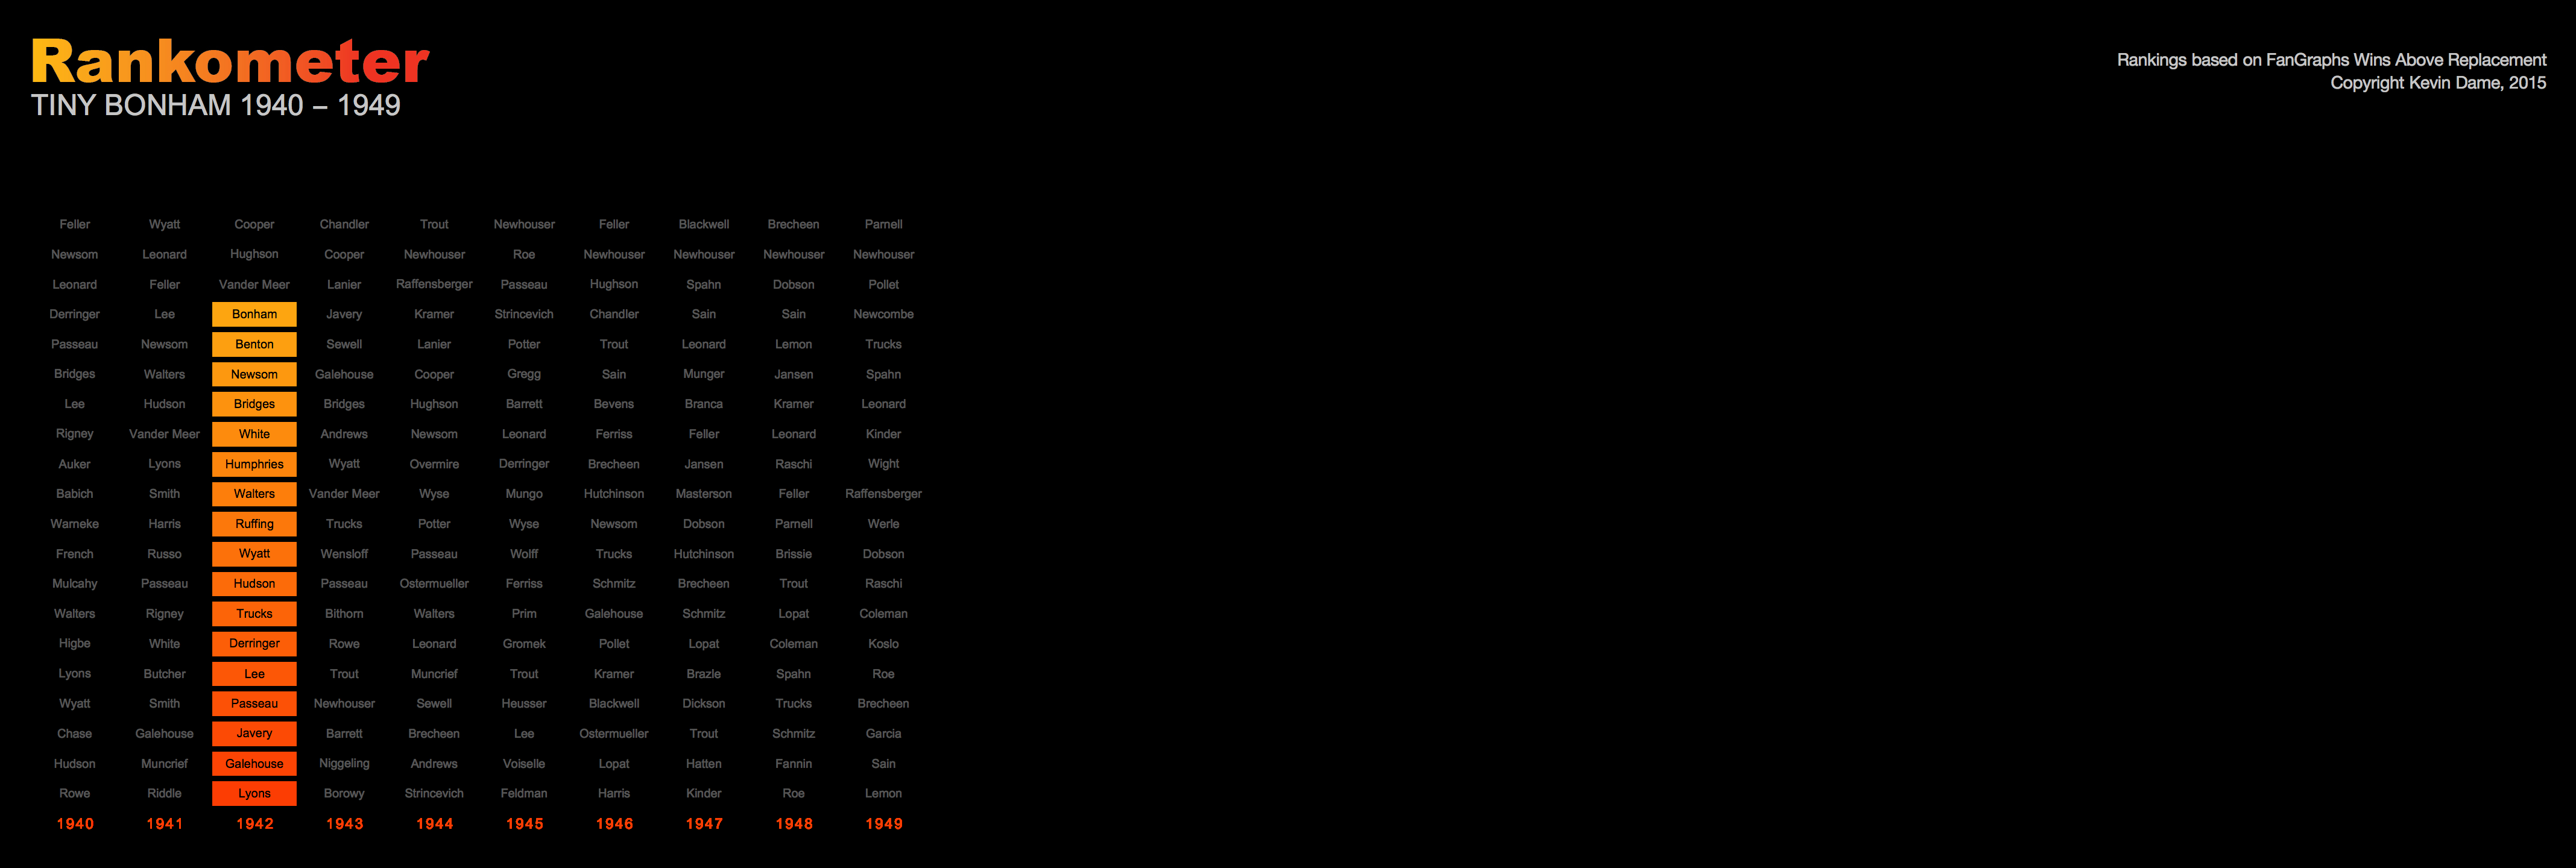 Rankometer
TINY BONHAM 1940 – 1949
Rankings based on FanGraphs Wins Above Replacement
Copyright Kevin Dame, 2015
Feller Wyatt Cooper Chandler Trout Newhouser Feller Blackwell Brecheen Parnell
Newsom Leonard Hughson Cooper Newhouser Roe Newhouser Newhouser Newhouser Newhouser
Leonard Feller Vander Meer Lanier Raffensberger Passeau Hughson Spahn Dobson Pollet
Derringer Lee Bonham Javery Kramer Strincevich Chandler Sain Sain Newcombe
Passeau Newsom Benton Sewell Lanier Potter Trout Leonard Lemon Trucks
Bridges Walters Newsom Galehouse Cooper Gregg Sain Munger Jansen Spahn
Lee Hudson Bridges Bridges Hughson Barrett Bevens Branca Kramer Leonard
Rigney Vander Meer White Andrews Newsom Leonard Ferriss Feller Leonard Kinder
Auker Lyons Humphries Wyatt Overmire Derringer Brecheen Jansen Raschi Wight
Babich Smith Walters Vander Meer Wyse Mungo Hutchinson Masterson Feller Raffensberger
Warneke Harris Ruffing Trucks Potter Wyse Newsom Dobson Parnell Werle
French Russo Wyatt Wensloff Passeau Wolff Trucks Hutchinson Brissie Dobson
Mulcahy Passeau Hudson Passeau Ostermueller Ferriss Schmitz Brecheen Trout Raschi
Walters Rigney Trucks Bithorn Walters Prim Galehouse Schmitz Lopat Coleman
Higbe White Derringer Rowe Leonard Gromek Pollet Lopat Coleman Koslo
Lyons Butcher Lee Trout Muncrief Trout Kramer Brazle Spahn Roe
Wyatt Smith Passeau Newhouser Sewell Heusser Blackwell Dickson Trucks Brecheen
Chase Galehouse Javery Barrett Brecheen Lee Ostermueller Trout Schmitz Garcia
Hudson Muncrief Galehouse Niggeling Andrews Voiselle Lopat Hatten Fannin Sain
Rowe Riddle Lyons Borowy Strincevich Feldman Harris Kinder Roe Lemon
1940 1941 1942 1943 1944 1945 1946 1947 1948 1949